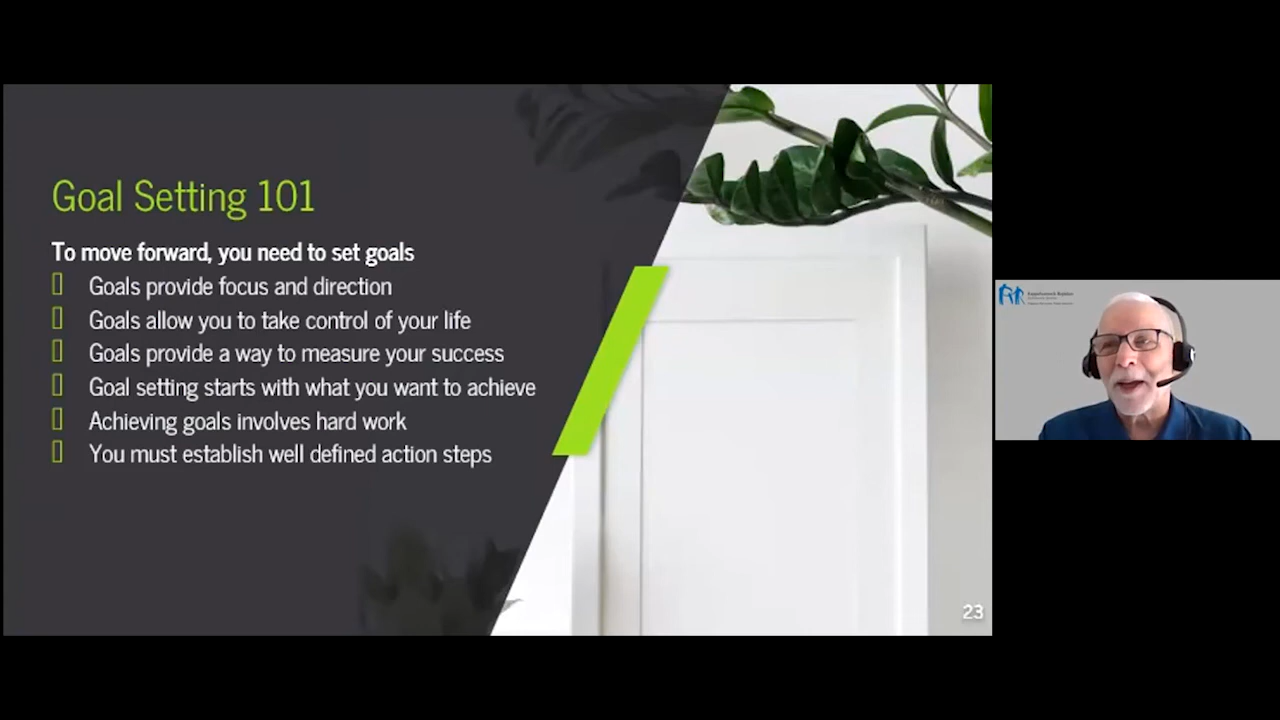 Goal Setting 101
To move forward, you need to set goals
Goals provide focus and direction
Goals allow you to take control of your life
Goals provide a way to measure your success
Goal setting starts with what you want to achieve
Achieving goals involves hard work
You must establish well defined action steps
23